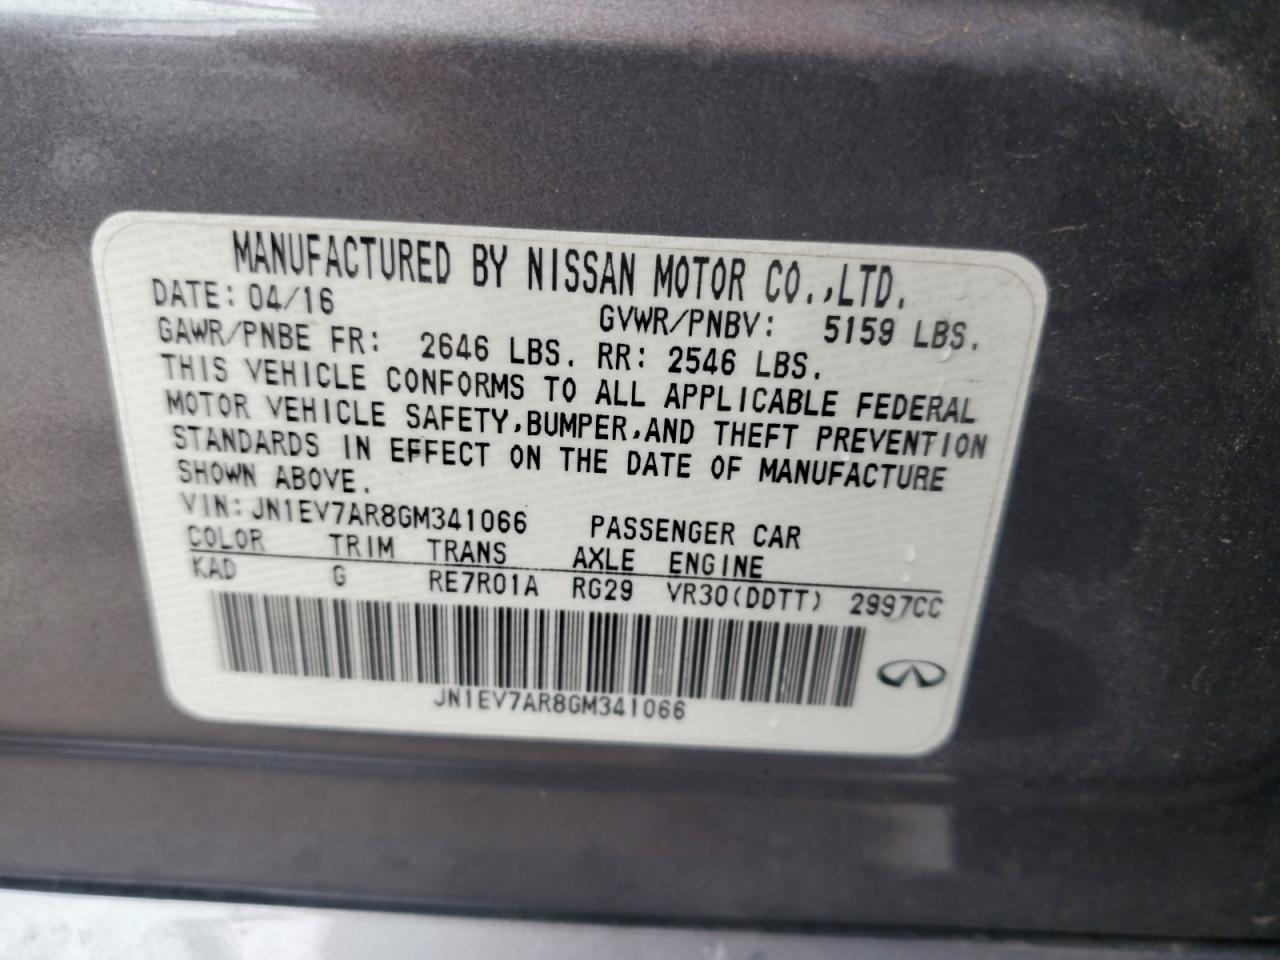 MANUFACTURED BY NISSAN MOTOR CO.,LTD.
DATE: 04/16 GVWR/PNBV: 5159 LBS.
GAWR/PNBE FR: 2646 LBS. RR: 2546 LBS.
THIS VEHICLE CONFORMS TO ALL APPLICABLE FEDERAL
MOTOR VEHICLE SAFETY,BUMPER,AND THEFT PREVENTION
STANDARDS IN EFFECT ON THE DATE OF MANUFACTURE
SHOWN ABOVE.
VIN: JN1EV7AR8GM341066 PASSENGER CAR
COLOR TRIM TRANS AXLE ENGINE
KAD G RE7R01A RG29 VR30(DDTT) 2997CC
JN1EV7AR8GM341066